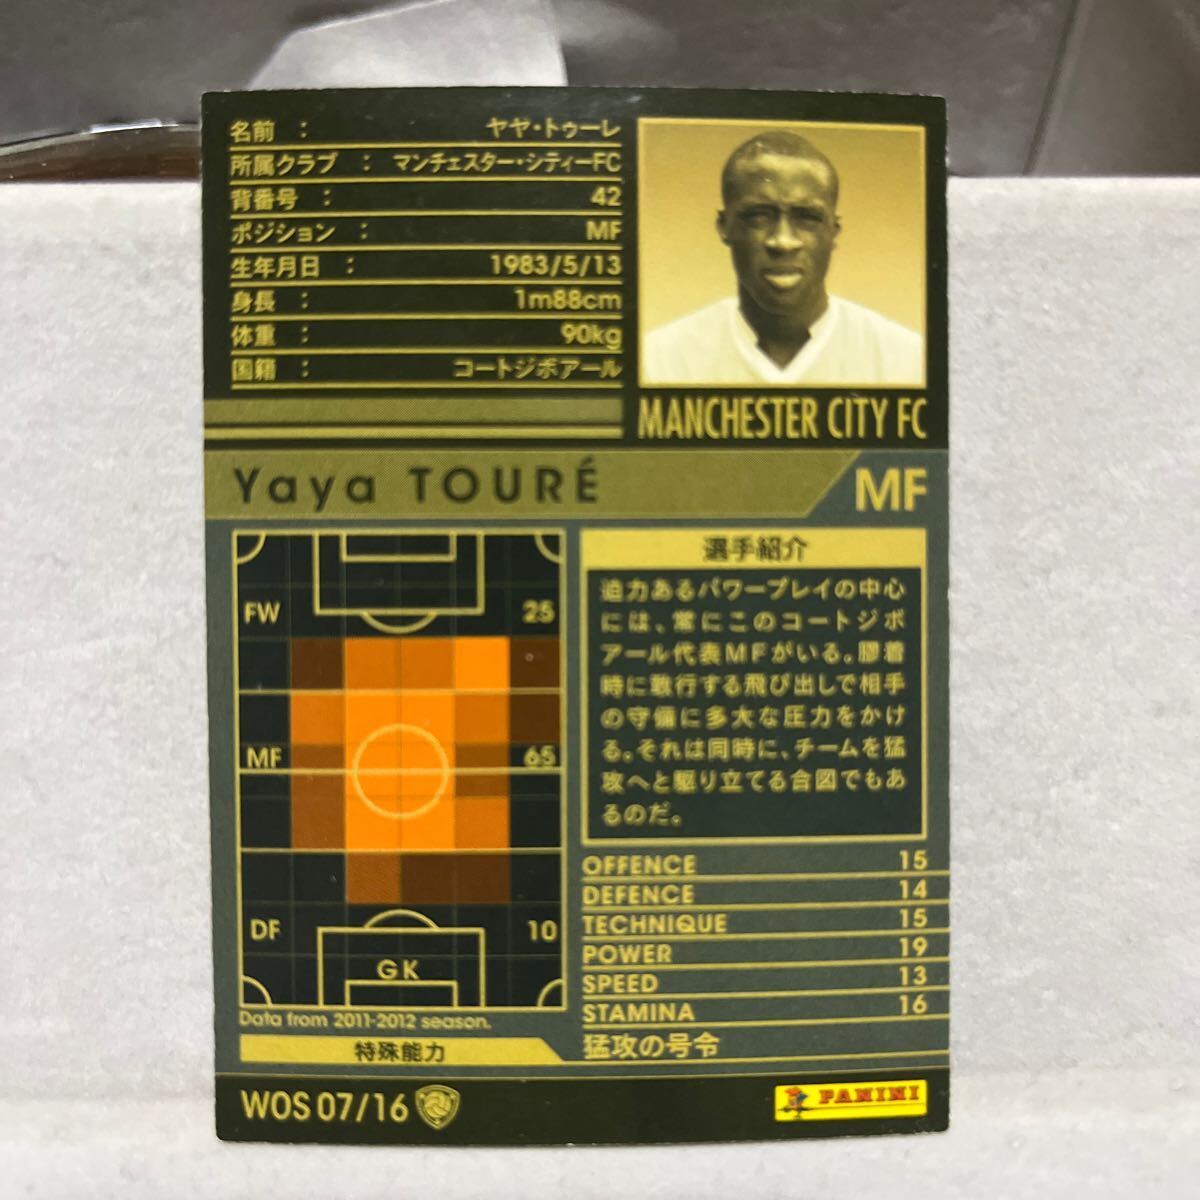 名前 : ヤヤ・トゥーレ
所属クラブ : マンチェスター・シティーFC
背番号 : 42
ポジション : MF
生年月日 : 1983/5/13
身長 : 1m88cm
体重 : 90kg
国籍 : コートジボアール
MANCHESTER CITY FC
Yaya TOURÉ MF
FW 25
MF 65
DF 10
GK
Data from 2011-2012 season.
特殊能力
選手紹介
迫力あるパワープレイの中心
には、常にこのコートジボ
アール代表MFがいる。膠着
時に敢行する飛び出しで相手
の守備に多大な圧力をかけ
る。それは同時に、チームを猛
攻へと駆り立てる合図でもあ
るのだ。
OFFENCE 15
DEFENCE 14
TECHNIQUE 15
POWER 19
SPEED 13
STAMINA 16
猛攻の号令
WOS 07/16
PANINI